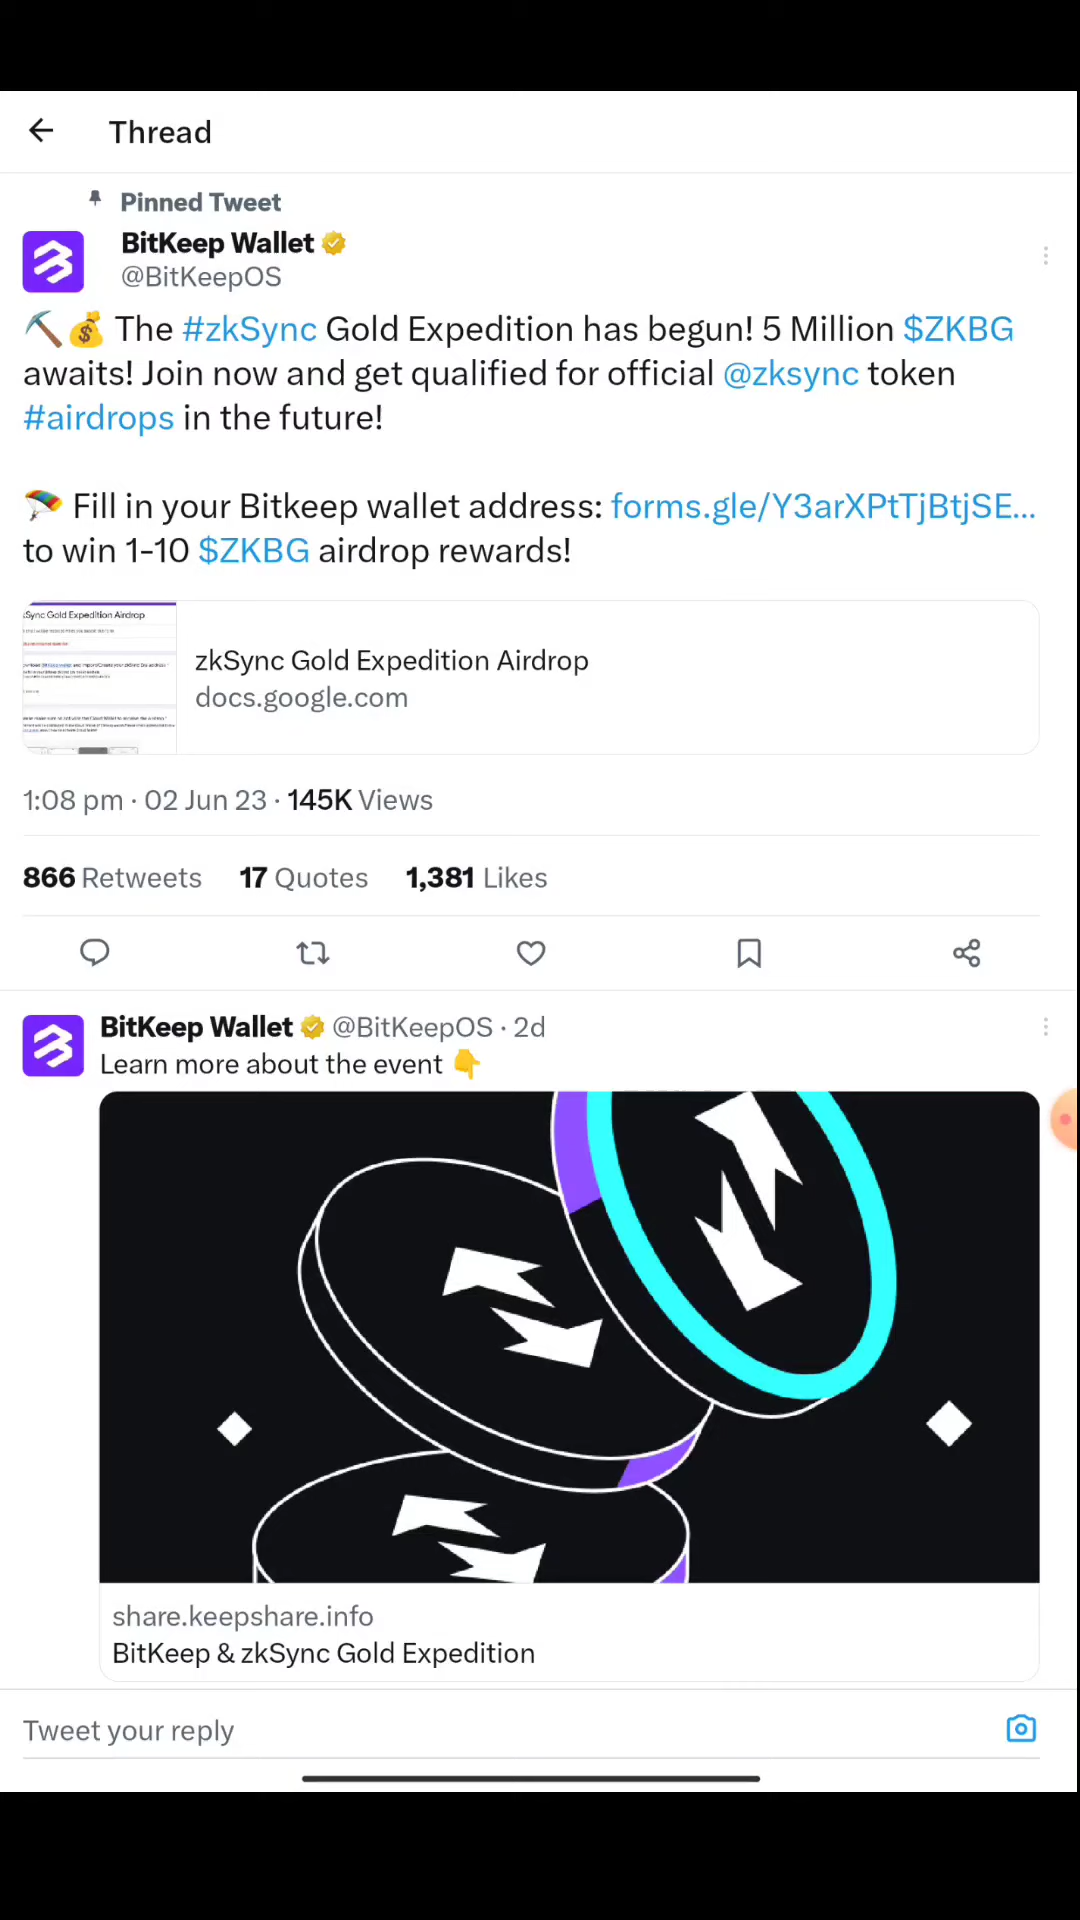 Thread
Pinned Tweet
BitKeep Wallet
@BitKeepOS
The #zkSync Gold Expedition has begun! 5 Million $ZKBG
awaits! Join now and get qualified for official @zksync token
#airdrops in the future!
Fill in your Bitkeep wallet address: forms.gle/Y3arXPtTjBtjSE...
to win 1-10 $ZKBG airdrop rewards!
Sync Gold Expedition Airdrop
zkSync Gold Expedition Airdrop
docs.google.com
1:08 pm · 02 Jun 23 · 145K Views
866 Retweets 17 Quotes 1,381 Likes
BitKeep Wallet @BitKeepOS · 2d
Learn more about the event
share.keepshare.info
BitKeep & zkSync Gold Expedition
Tweet your reply